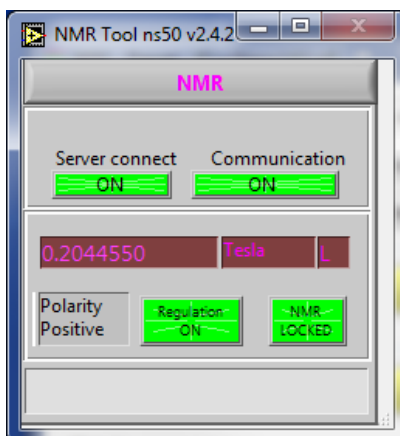 NMR Tool ns50 v2.4.2
NMR
Server connect Communication
ON ON
0.2044550 Tesla L
Polarity
Positive
Regulation
ON
NMR
LOCKED